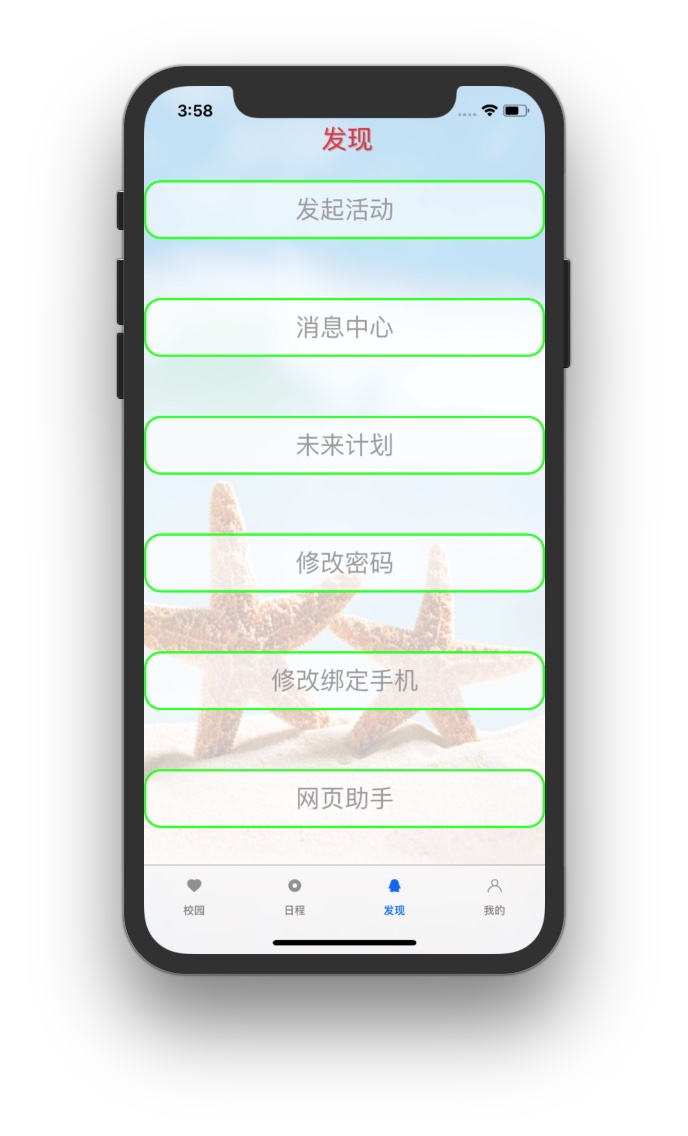 3:58
发现
发起活动
消息中心
未来计划
修改密码
修改绑定手机
网页助手
校园 日程 发现 我的